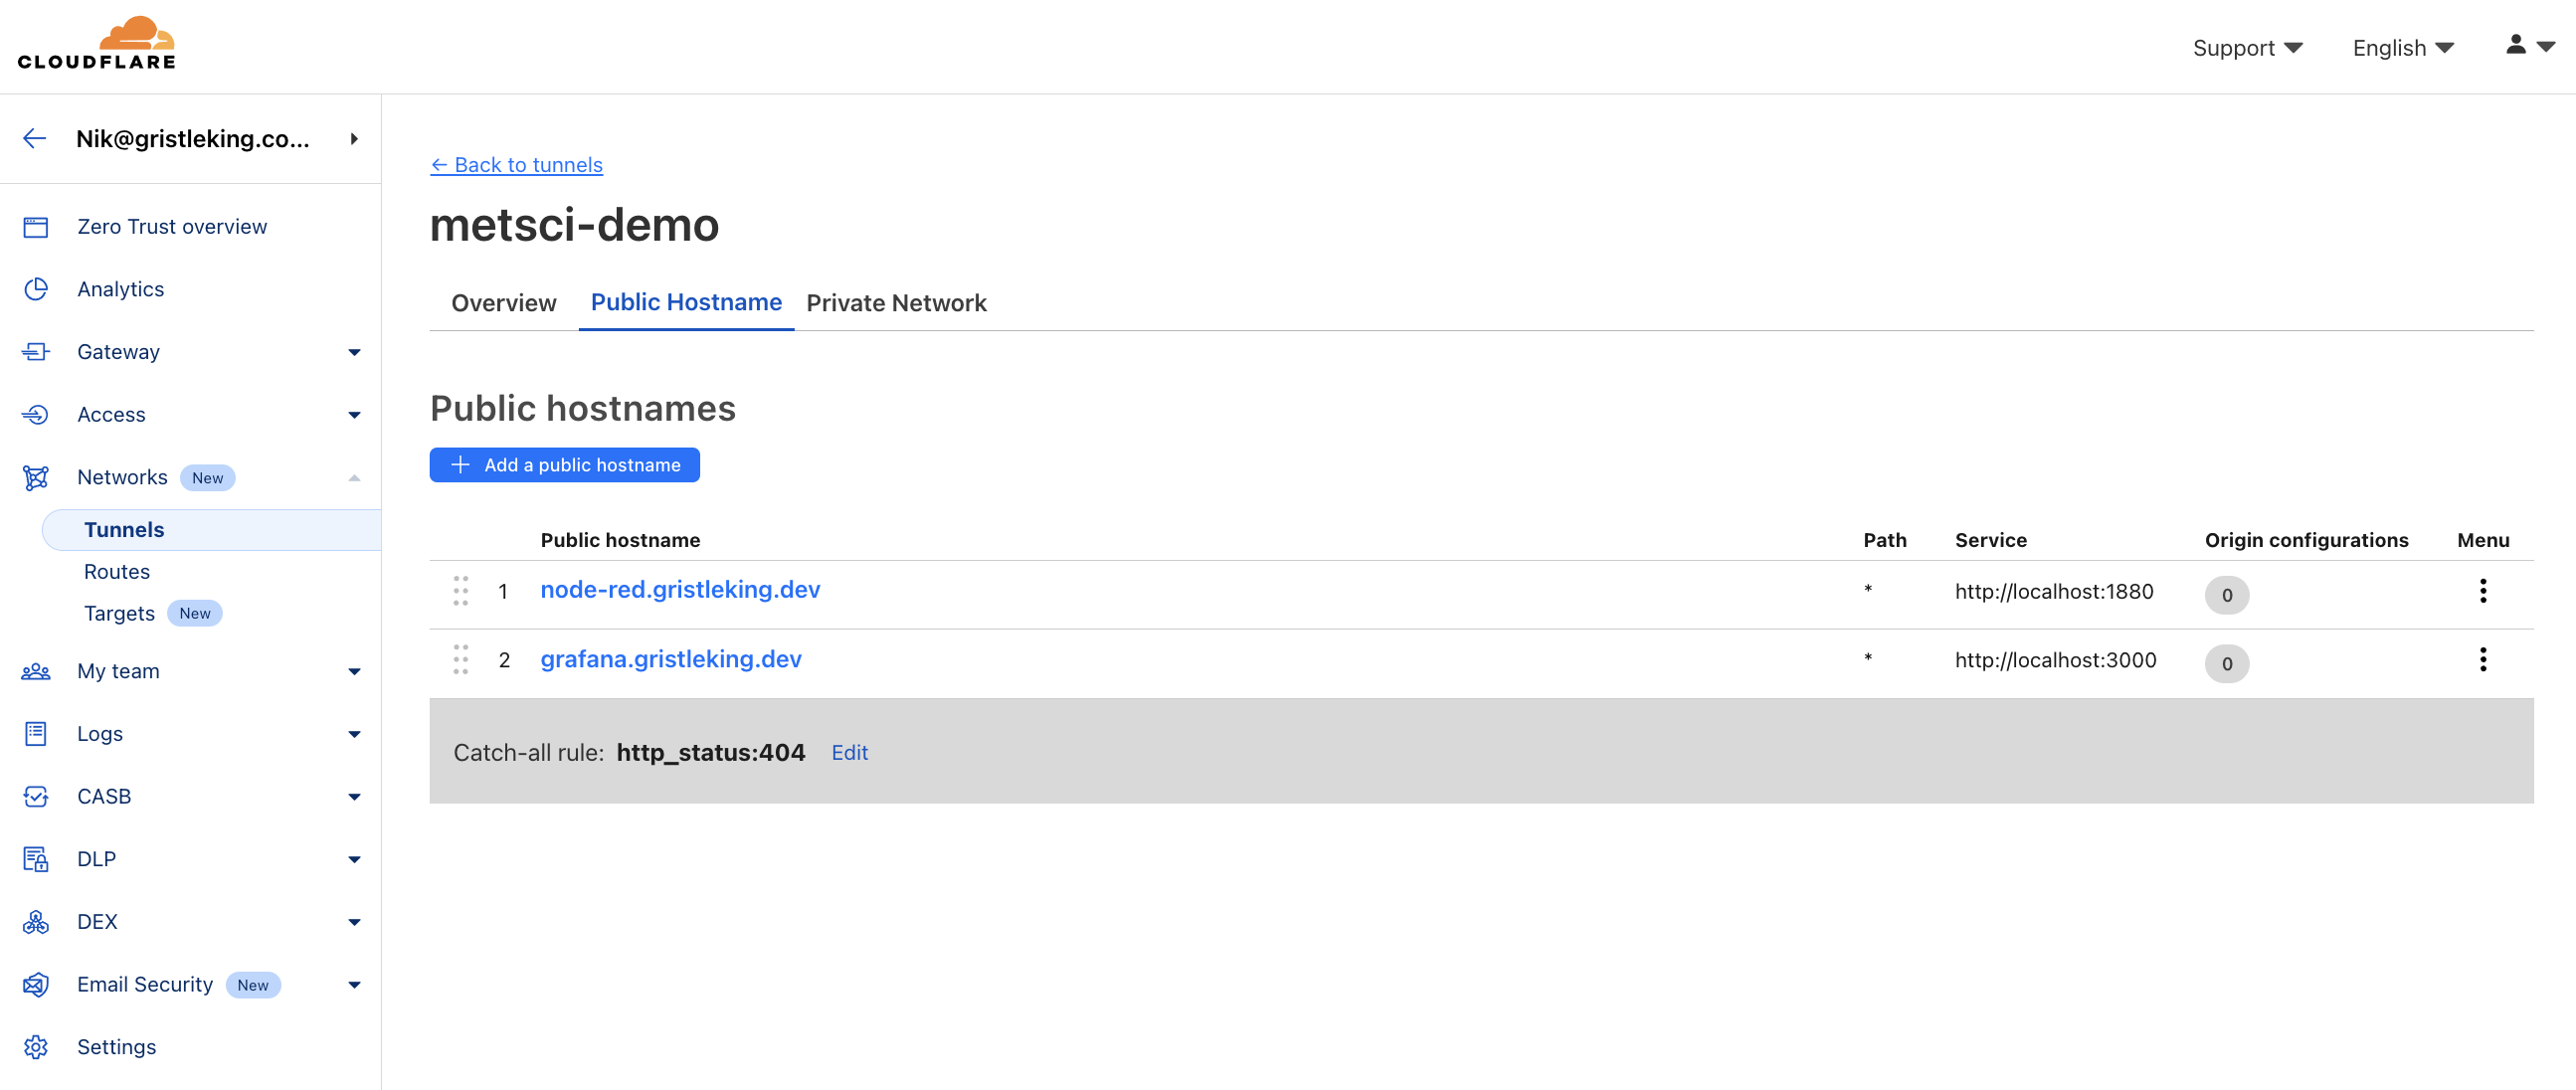 CLOUDFLARE
Support
English
Nik@gristleking.co...
Zero Trust overview
Analytics
Gateway
Access
Networks New
Tunnels
Routes
Targets New
My team
Logs
CASB
DLP
DEX
Email Security New
Settings
← Back to tunnels
metsci-demo
Overview Public Hostname Private Network
Public hostnames
+ Add a public hostname
Public hostname Path Service Origin configurations Menu
1 node-red.gristleking.dev * http://localhost:1880 0
2 grafana.gristleking.dev * http://localhost:3000 0
Catch-all rule: http_status:404 Edit